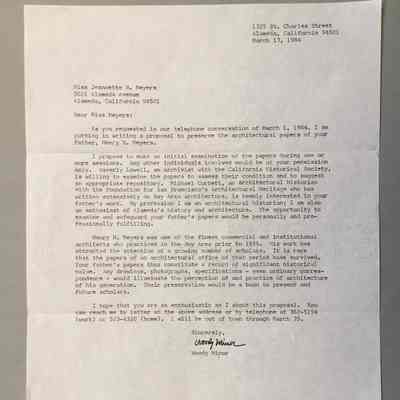 1325 St. Charles Street
Alameda, California 94501
March 17, 1984
Miss Jeannette H. Meyers
Alameda Avenue
Alameda, California 94501
Dear Miss Meyers:
As you requested in our telephone conversation of March 1, 1984, I am
putting in writing a proposal to preserve the architectural papers of your
father, Henry H. Meyers.
I propose to make an initial examination of the papers during one or
more sessions. Any other individuals involved would be at your permission
only. Waverly Lowell, an archivist with the California Historical Society,
is willing to examine the papers to assess their condition and to suggest
an appropriate repository. Michael Corbett, an architectural historian
with the Foundation for San Francisco's Architectural Heritage who has
written extensively on Bay Area architecture, is keenly interested in your
father's work. By profession I am an architectural historian; I am also
an enthusiast of Alameda's history and architecture. The opportunity to
examine and safeguard your father's papers would be personally and pro-
fessionally fulfilling.
Henry H. Meyers was one of the finest commercial and institutional
architects who practiced in the Bay Area prior to 1935. His work has
attracted the attention of a growing number of scholars. It is rare
that the papers of an architectural office of that period have survived.
Your father's papers thus constitute a record of significant historical
value. Any drawings, photographs, specifications - even ordinary corres-
pondence - would illuminate the perception of and practice of architecture
of his generation. Their preservation would be a boon to present and
future scholars.
I hope that you are as enthusiastic as I about this proposal. You
can reach me by letter at the above address or by telephone at
(work) or (home). I will be out of town through March 25.
Sincerely,
Woody Minor
Woody Minor